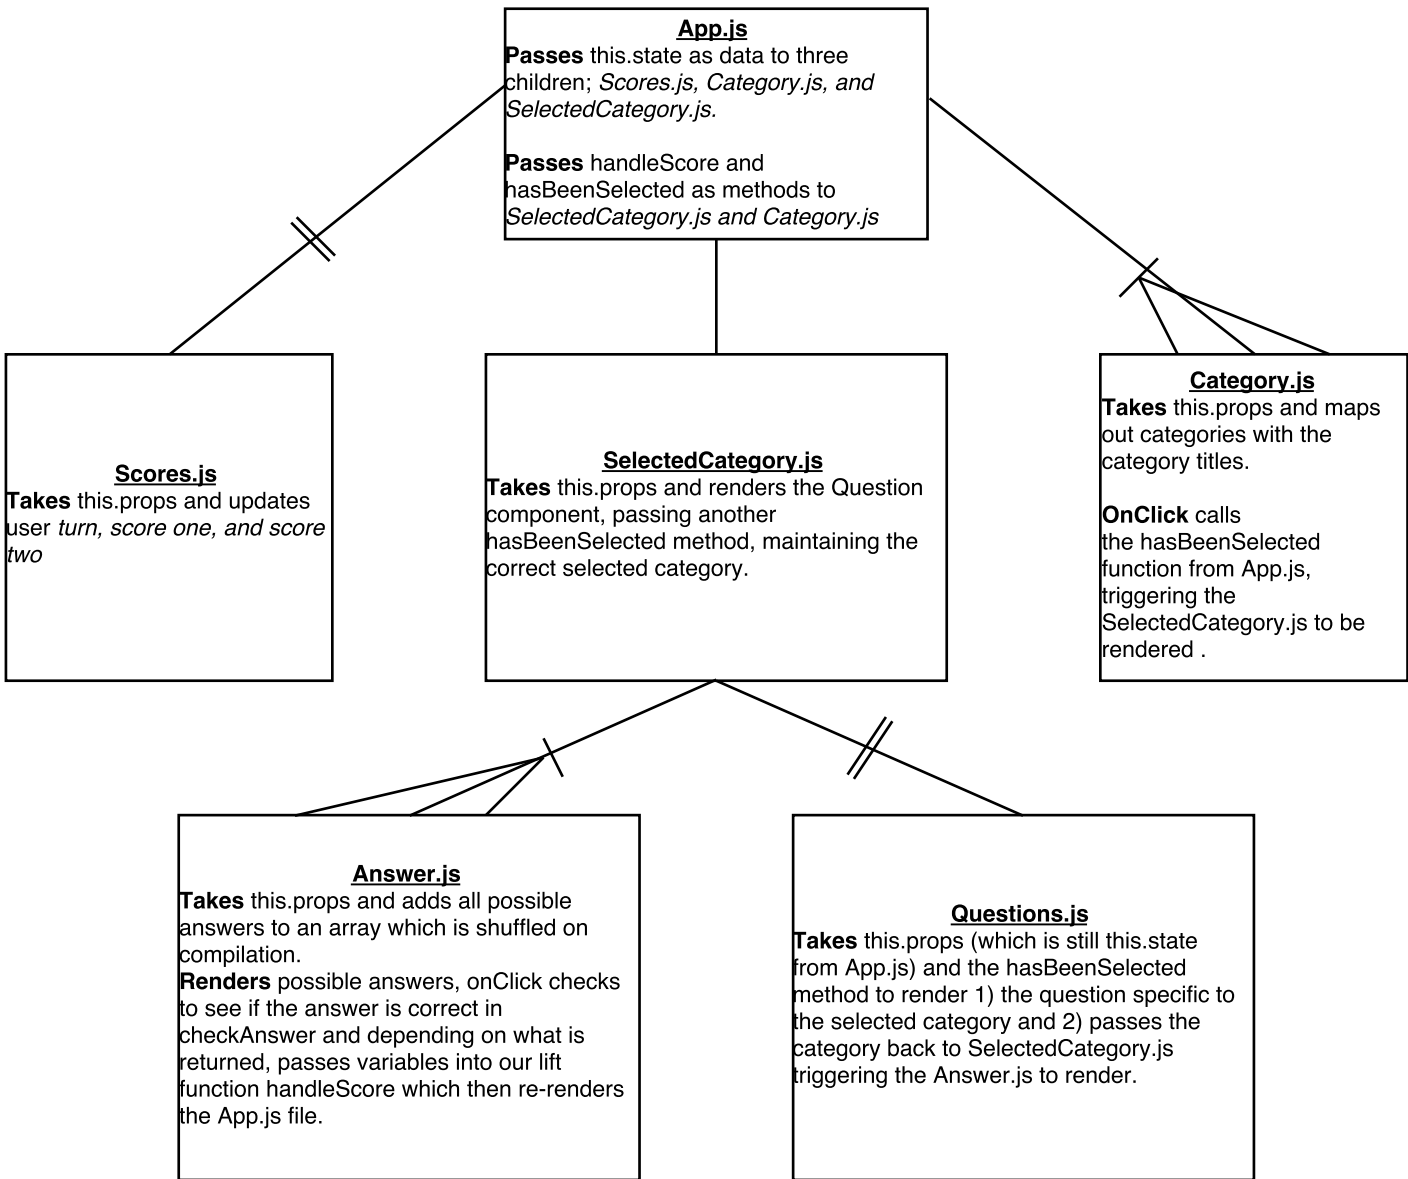 App.js
Passes this.state as data to three
children; Scores.js, Category.js, and
SelectedCategory.js.
Passes handleScore and
hasBeenSelected as methods to
SelectedCategory.js and Category.js
Scores.js
Takes this.props and updates
user turn, score one, and score
two
SelectedCategory.js
Takes this.props and renders the Question
component, passing another
hasBeenSelected method, maintaining the
correct selected category.
Category.js
Takes this.props and maps
out categories with the
category titles.
OnClick calls
the hasBeenSelected
function from App.js,
triggering the
SelectedCategory.js to be
rendered .
Answer.js
Takes this.props and adds all possible
answers to an array which is shuffled on
compilation.
Renders possible answers, onClick checks
to see if the answer is correct in
checkAnswer and depending on what is
returned, passes variables into our lift
function handleScore which then re-renders
the App.js file.
Questions.js
Takes this.props (which is still this.state
from App.js) and the hasBeenSelected
method to render 1) the question specific to
the selected category and 2) passes the
category back to SelectedCategory.js
triggering the Answer.js to render.